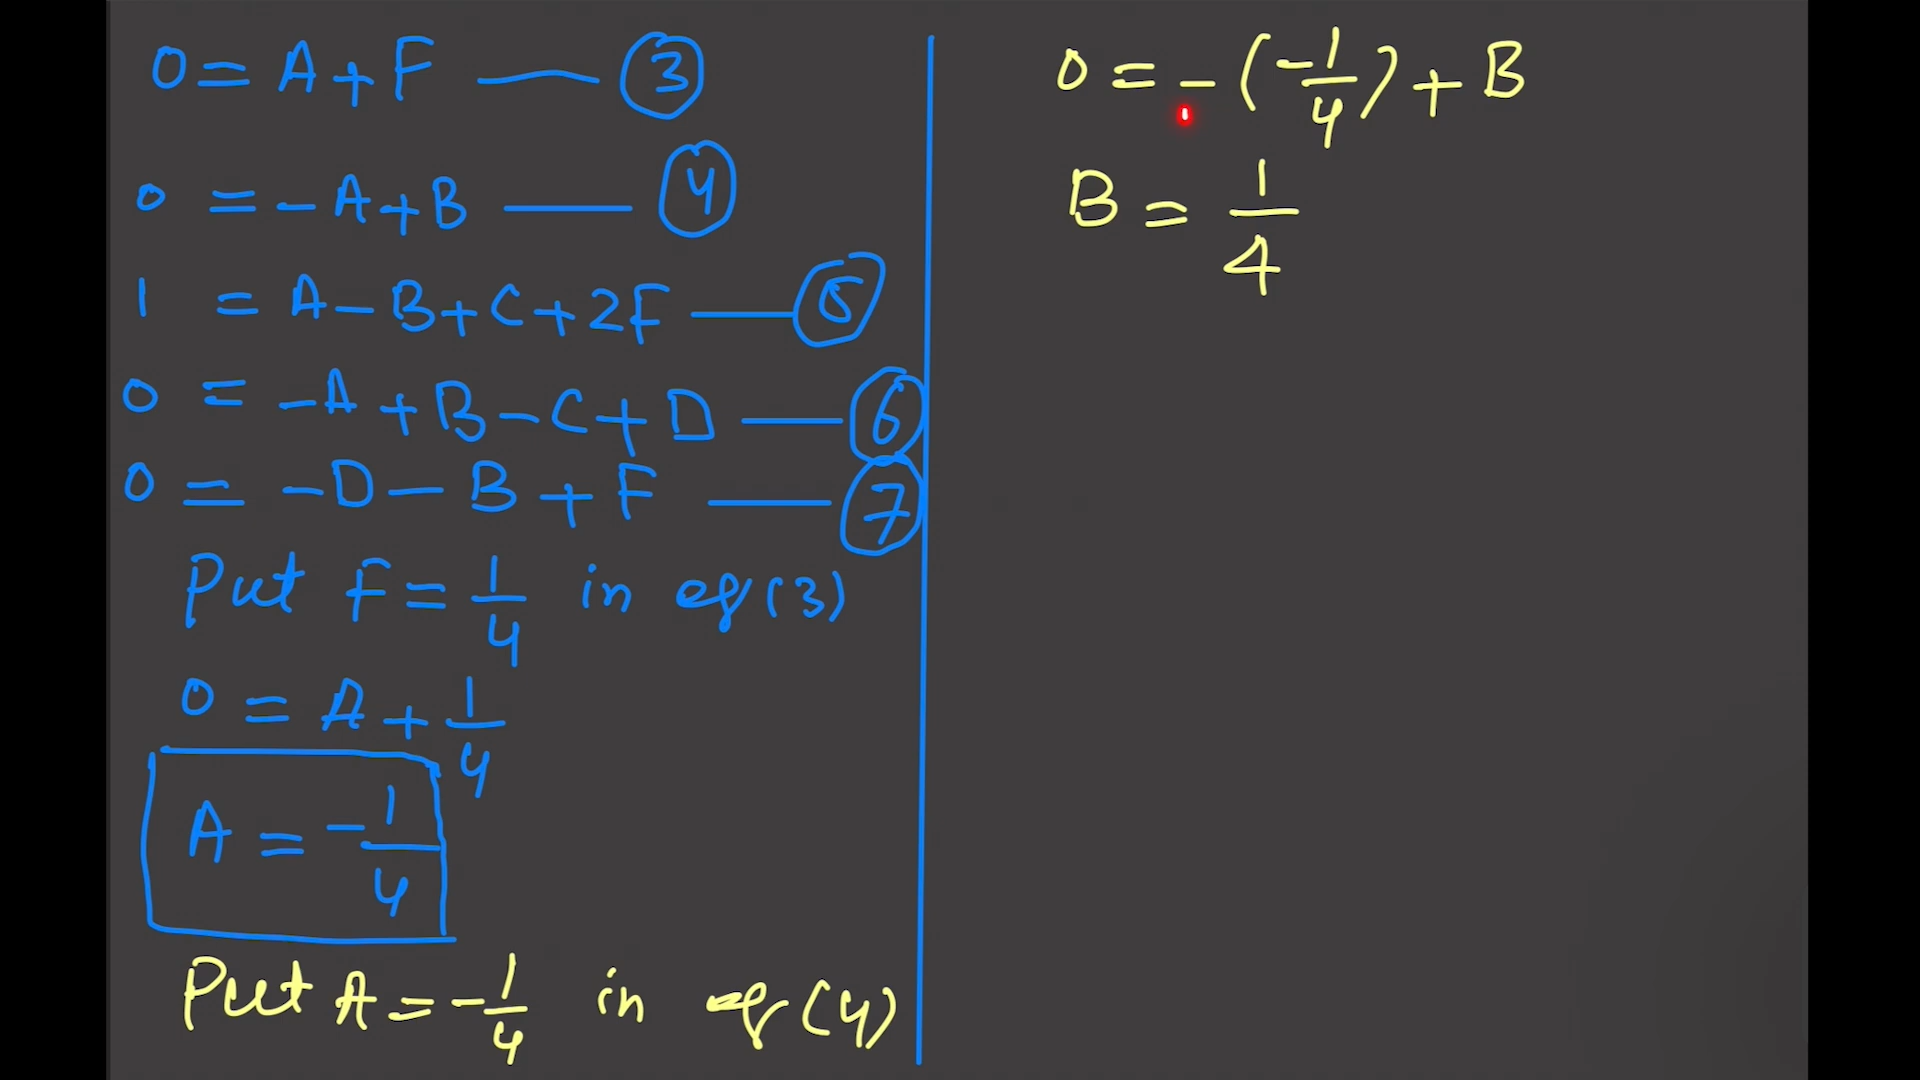 0 = A + F — (3)
0 = -A + B — (4)
1 = A - B + C + 2F — (5)
0 = -A + B - C + D — (6)
0 = -D - B + F — (7)
Put F = 1/4 in eq (3)
0 = A + 1/4
A = -1/4
Put A = -1/4 in eq (4)
0 = -(-1/4) + B
B = 1/4